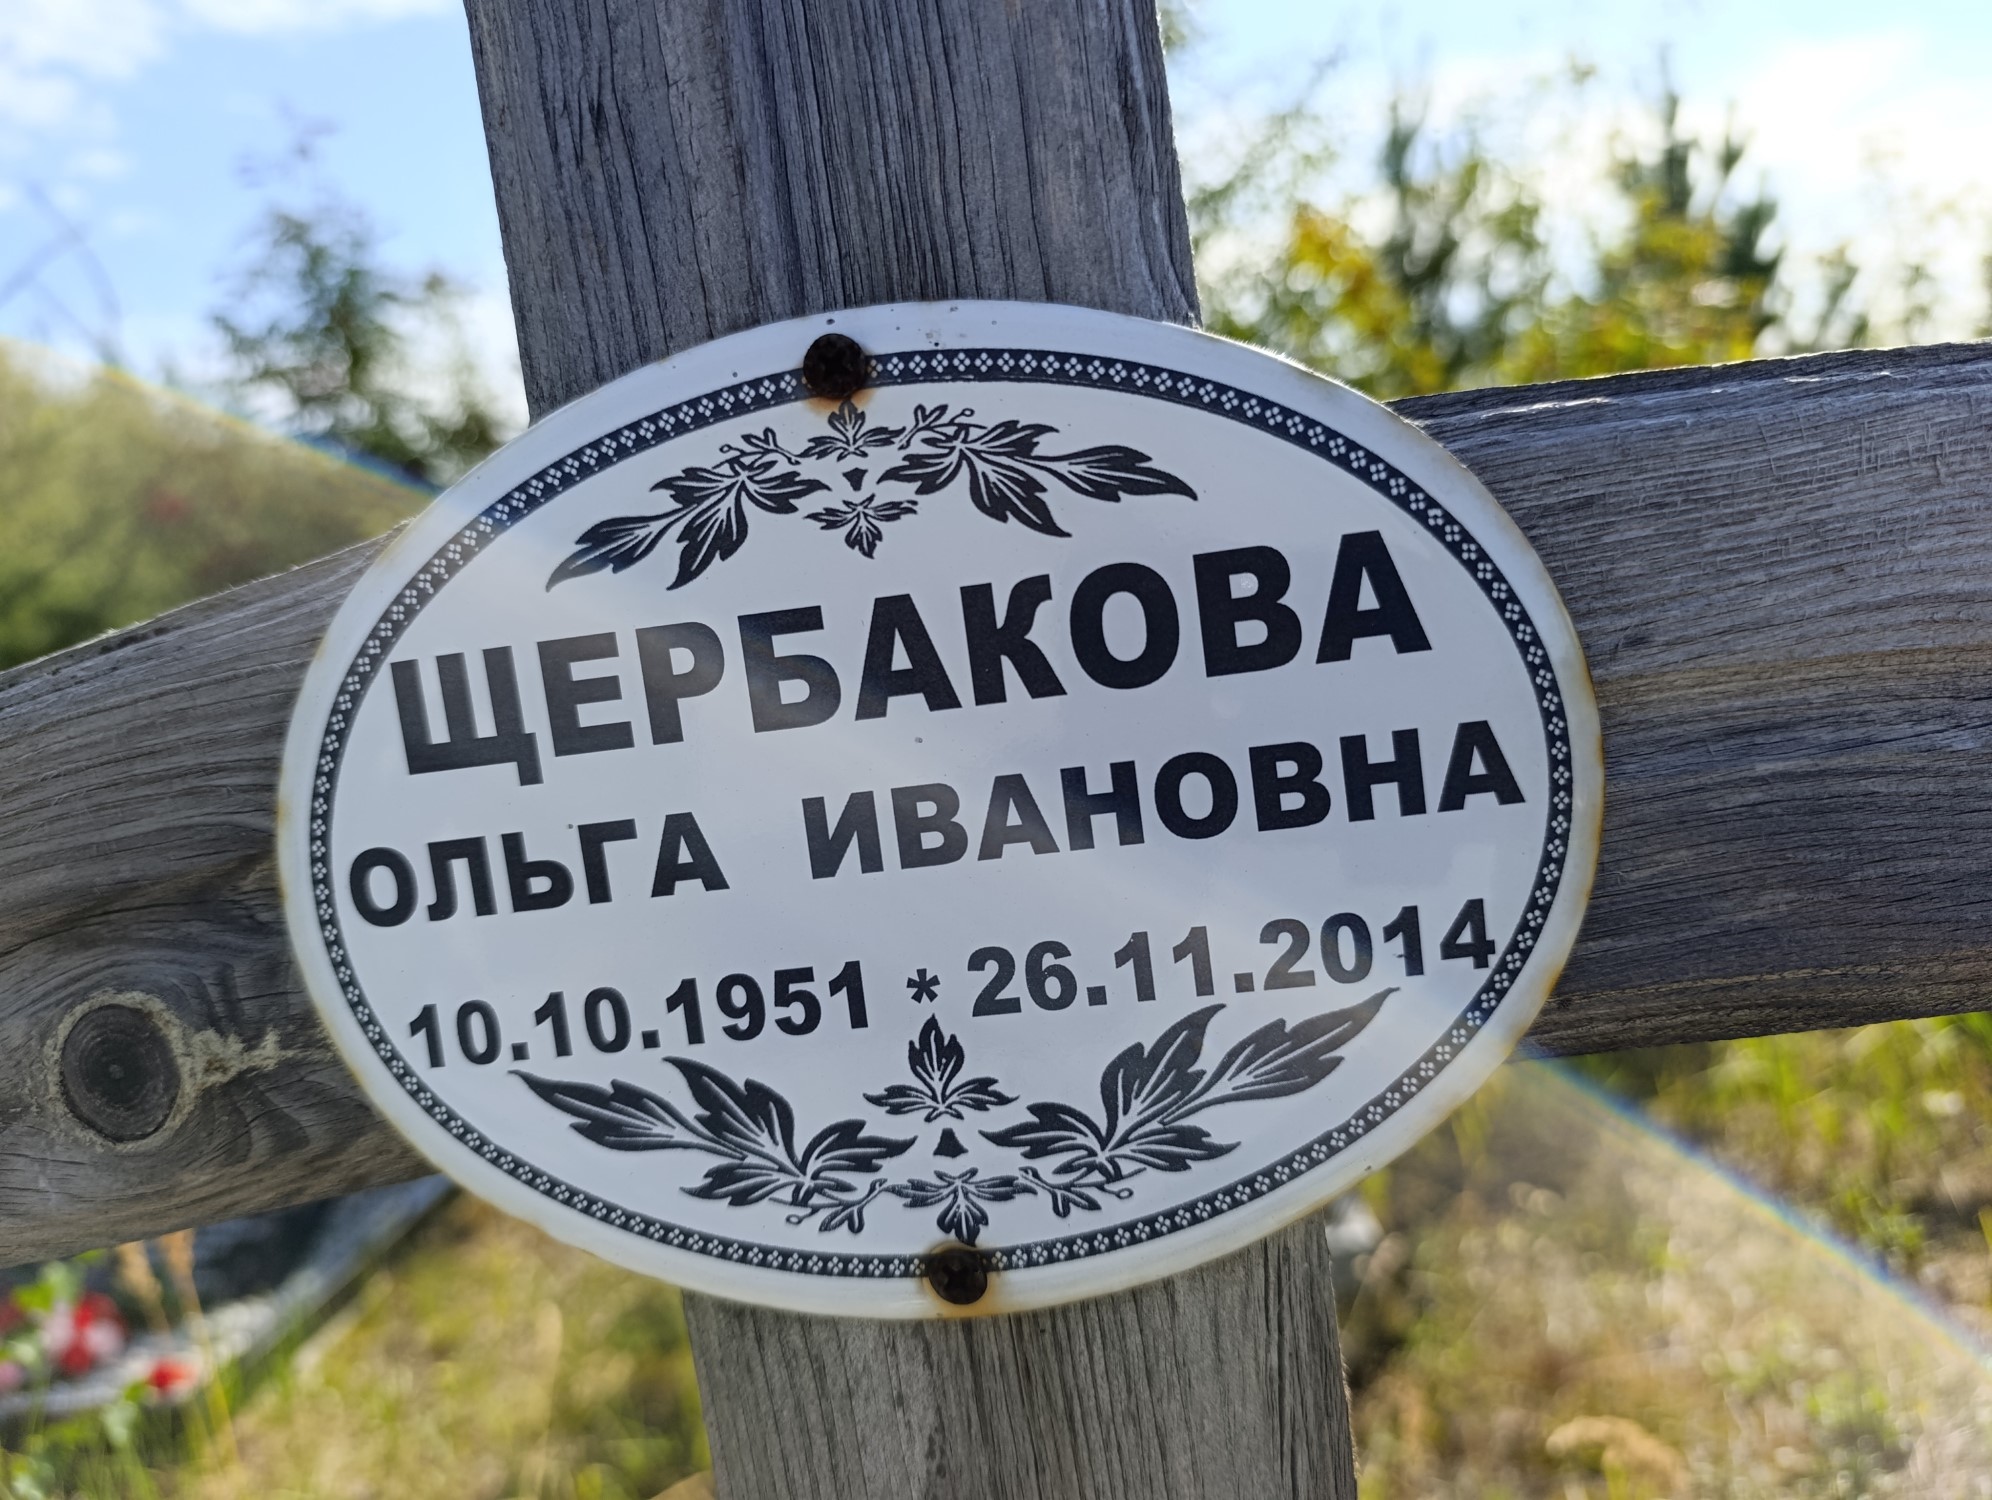 ЩЕРБАКОВА
ОЛЬГА ИВАНОВНА
10.10.1951 * 26.11.2014